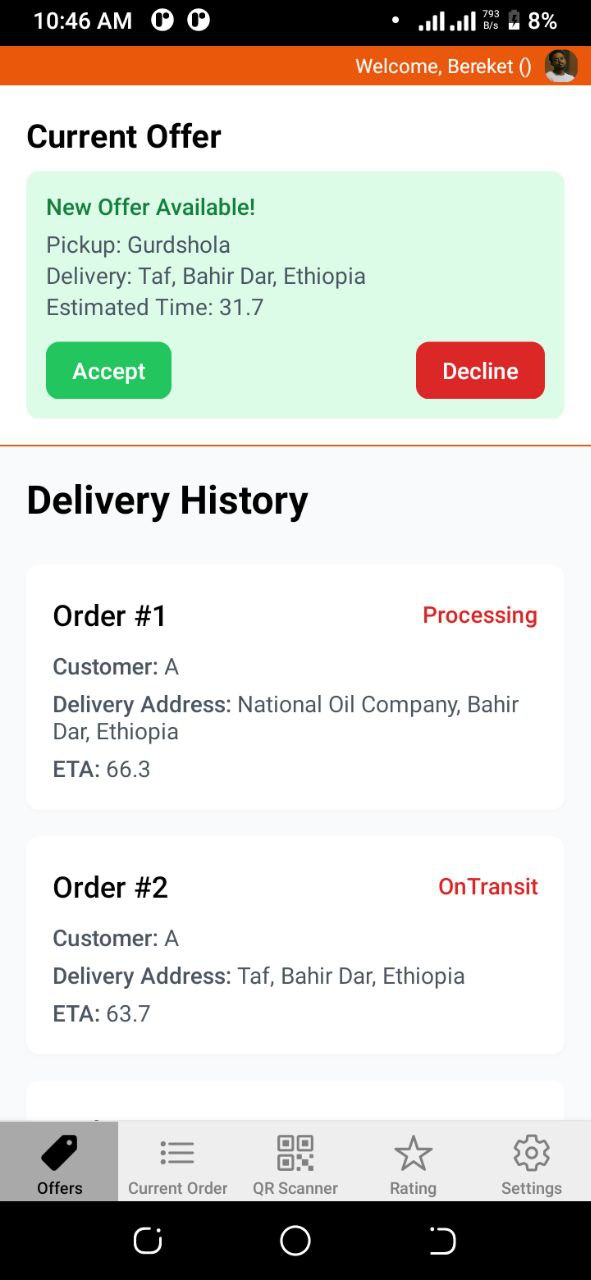 10:46 AM 793 B/s 8%
Welcome, Bereket ()
Current Offer
New Offer Available!
Pickup: Gurdshola
Delivery: Taf, Bahir Dar, Ethiopia
Estimated Time: 31.7
Accept Decline
Delivery History
Order #1 Processing
Customer: A
Delivery Address: National Oil Company, Bahir
Dar, Ethiopia
ETA: 66.3
Order #2 OnTransit
Customer: A
Delivery Address: Taf, Bahir Dar, Ethiopia
ETA: 63.7
Offers Current Order QR Scanner Rating Settings